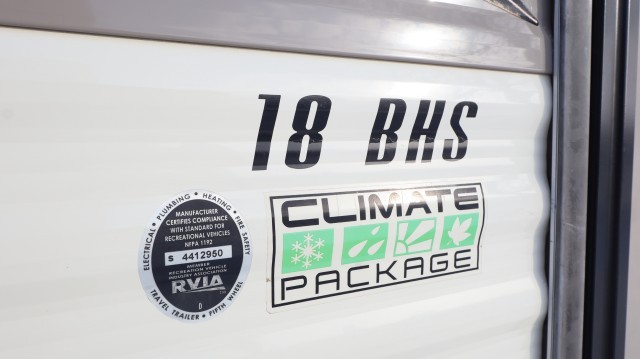 18 BHS
CLIMATE
PACKAGE
ELECTRICAL • PLUMBING • HEATING • FIRE SAFETY
MANUFACTURER
CERTIFIES COMPLIANCE
WITH STANDARD FOR
RECREATIONAL VEHICLES
NFPA 1192
S 4412950
MEMBER
RECREATION VEHICLE
INDUSTRY ASSOCIATION
RVIA
D
TRAVEL TRAILER • FIFTH WHEEL